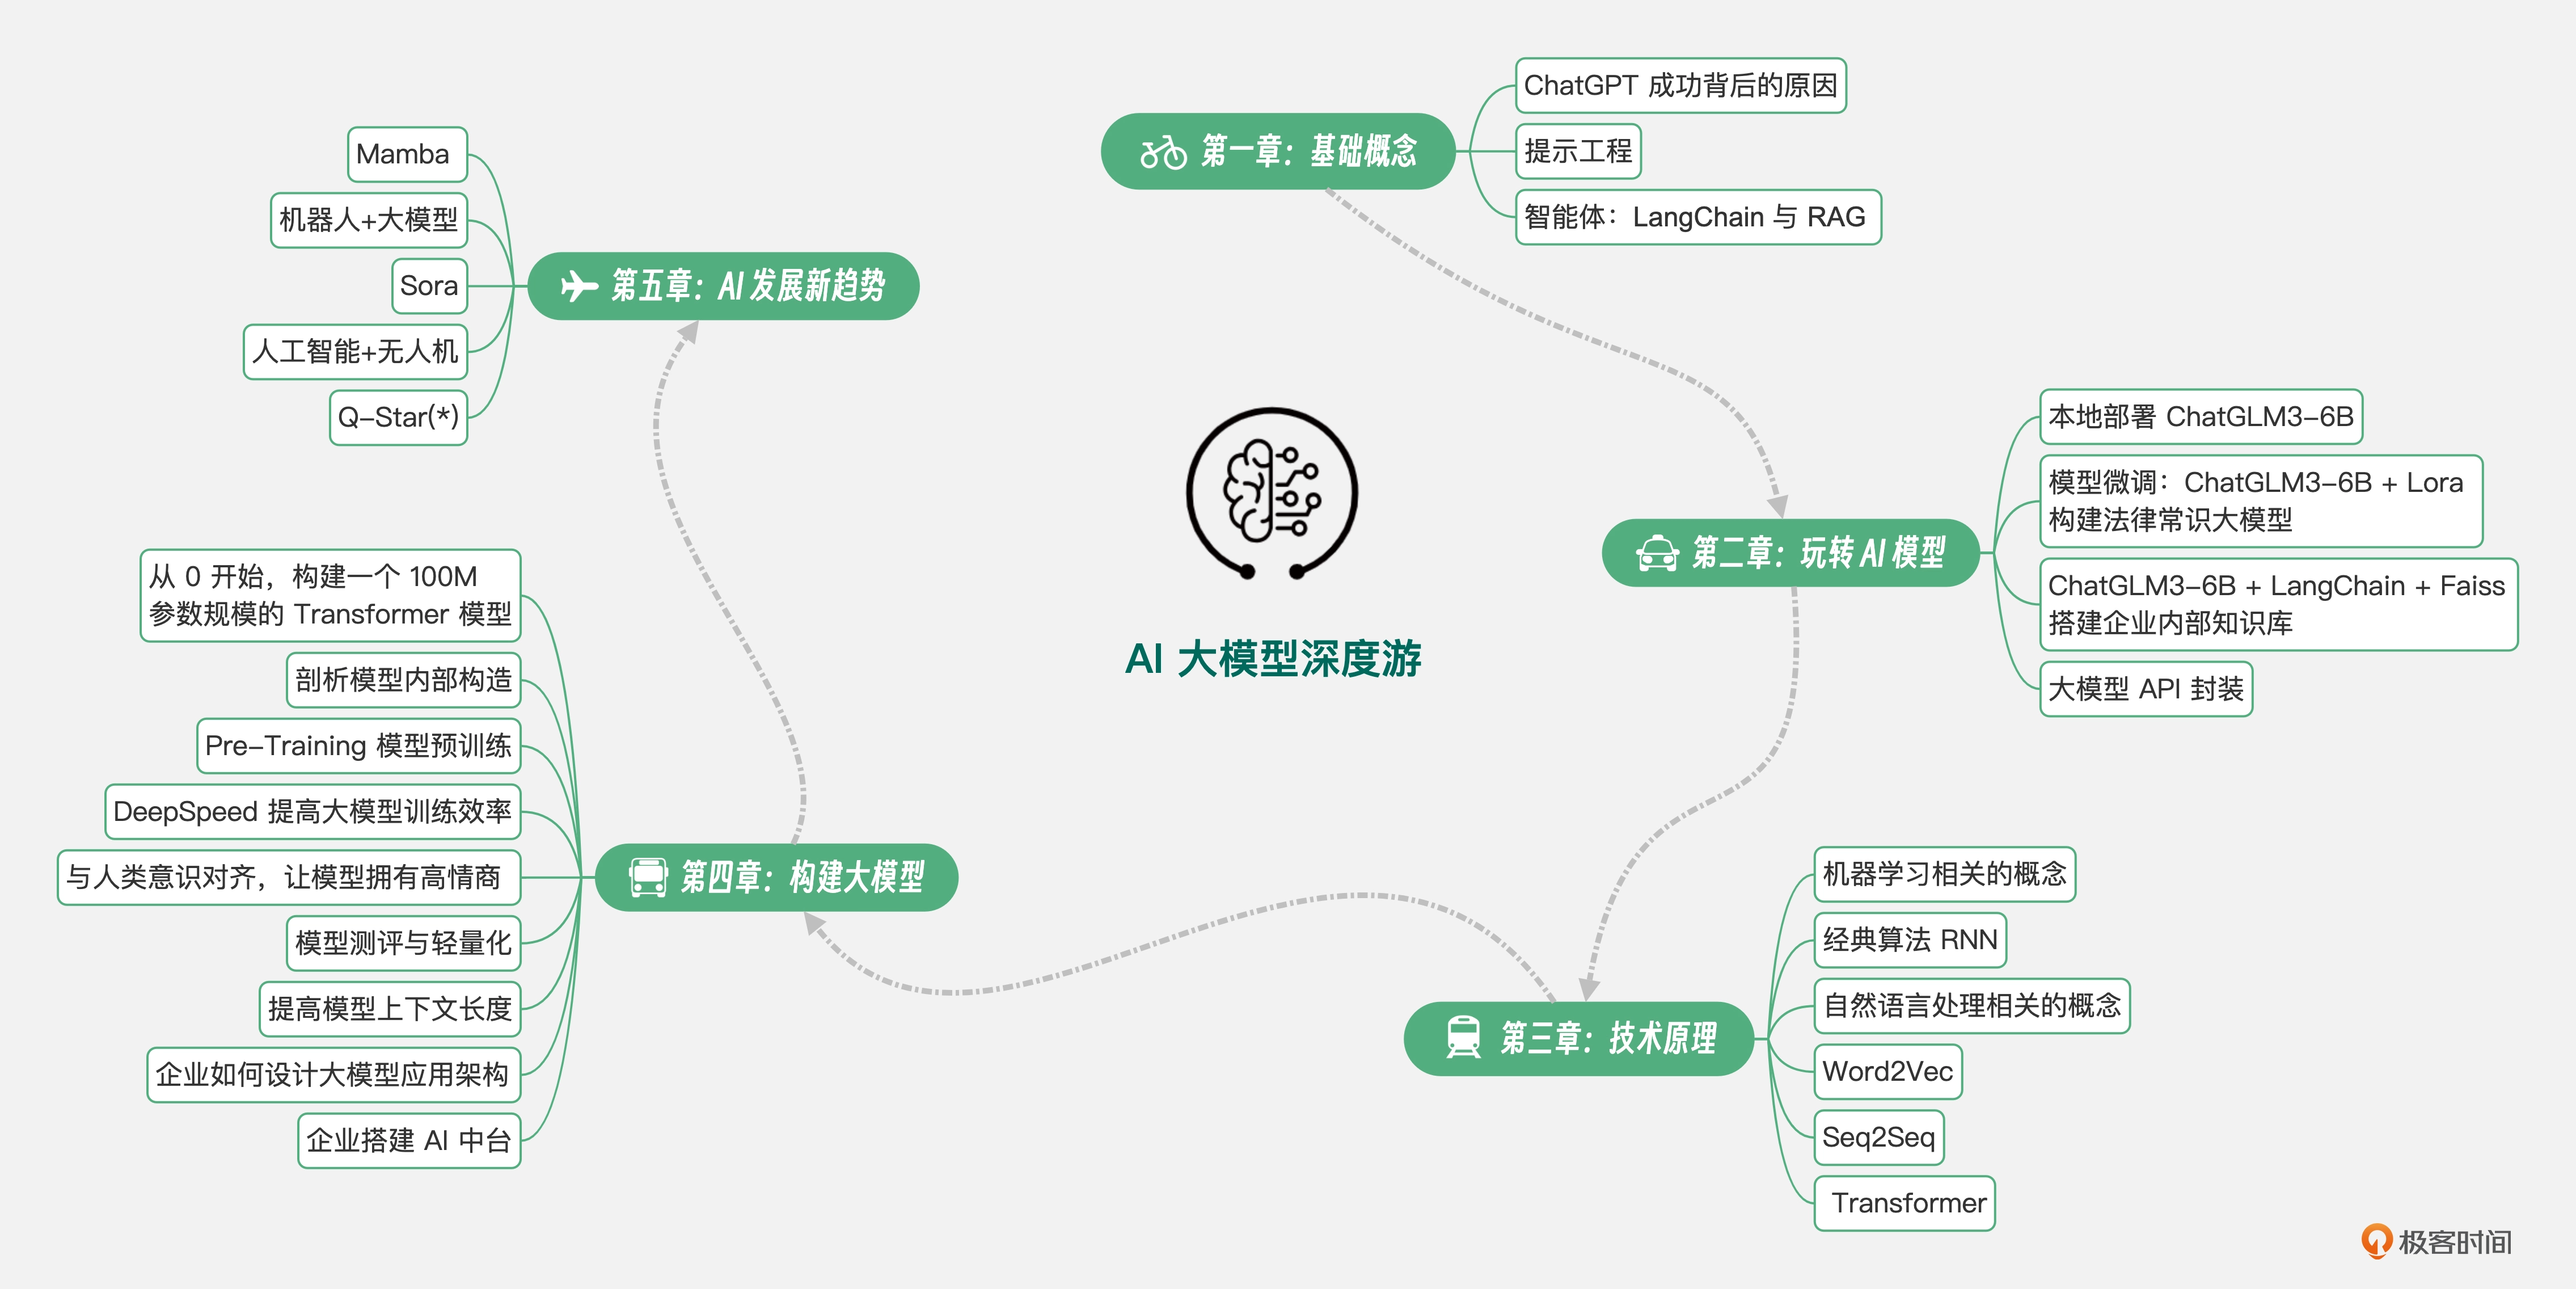 第一章：基础概念
ChatGPT 成功背后的原因
提示工程
智能体：LangChain 与 RAG
第二章：玩转 AI 模型
本地部署 ChatGLM3-6B
模型微调：ChatGLM3-6B + Lora
构建法律常识大模型
ChatGLM3-6B + LangChain + Faiss
搭建企业内部知识库
大模型 API 封装
第三章：技术原理
机器学习相关的概念
经典算法 RNN
自然语言处理相关的概念
Word2Vec
Seq2Seq
Transformer
第四章：构建大模型
从 0 开始，构建一个 100M
参数规模的 Transformer 模型
剖析模型内部构造
Pre-Training 模型预训练
DeepSpeed 提高大模型训练效率
与人类意识对齐，让模型拥有高情商
模型测评与轻量化
提高模型上下文长度
企业如何设计大模型应用架构
企业搭建 AI 中台
第五章：AI 发展新趋势
Mamba
机器人+大模型
Sora
人工智能+无人机
Q-Star(*)
AI 大模型深度游
极客时间